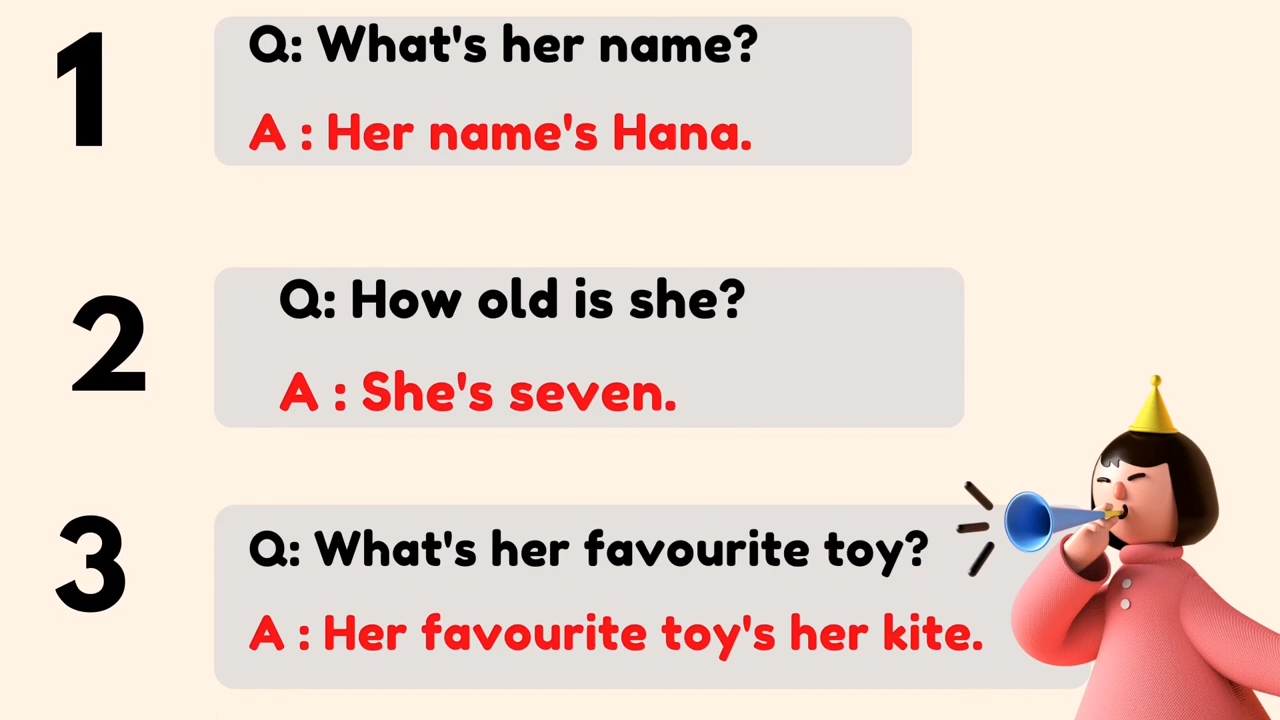 1
Q: What's her name?
A : Her name's Hana.
2
Q: How old is she?
A : She's seven.
3
Q: What's her favourite toy?
A : Her favourite toy's her kite.